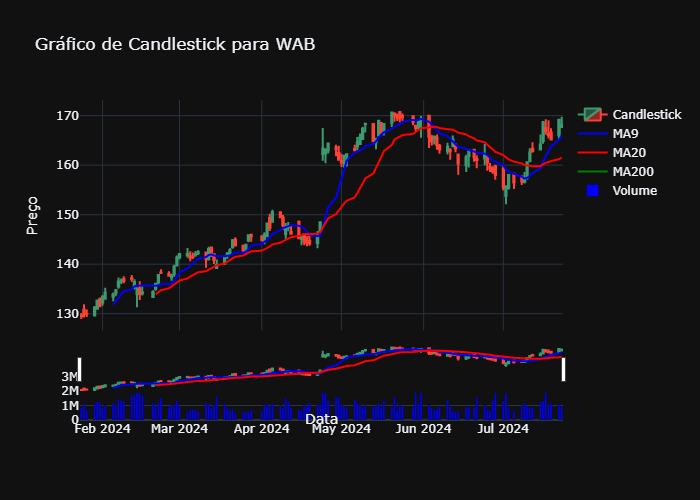 Gráfico de Candlestick para WAB
170
160
150
140
130
Preço
Candlestick
MA9
MA20
MA200
Volume
3M
2M
1M
0
Data
Feb 2024
Mar 2024
Apr 2024
May 2024
Jun 2024
Jul 2024